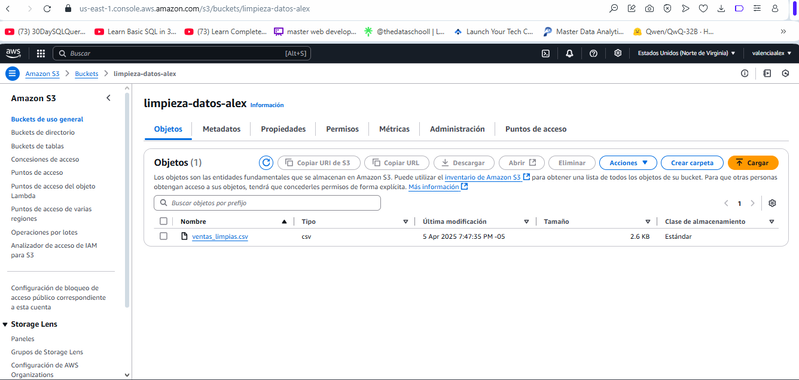 us-east-1.console.aws.amazon.com/s3/buckets/limpieza-datos-alex
(73) 30DaySQLQuer...
Learn Basic SQL in 3...
(73) Learn Complete...
master web develop...
@thedataschooll | L...
Launch Your Tech C...
Master Data Analyti...
Qwen/QwQ-32B - H...
aws
Buscar
[Alt+S]
Estados Unidos (Norte de Virginia)
valenciaalex
Amazon S3
Buckets
limpieza-datos-alex
Amazon S3
Buckets de uso general
Buckets de directorio
Buckets de tablas
Concesiones de acceso
Puntos de acceso
Puntos de acceso del objeto
Lambda
Puntos de acceso de varias
regiones
Operaciones por lotes
Analizador de acceso de IAM
para S3
Configuración de bloqueo de
acceso público correspondiente
a esta cuenta
Storage Lens
Paneles
Grupos de Storage Lens
Configuración de AWS
Organizations
limpieza-datos-alex
Información
Objetos
Metadatos
Propiedades
Permisos
Métricas
Administración
Puntos de acceso
Objetos (1)
Copiar URI de S3
Copiar URL
Descargar
Abrir
Eliminar
Acciones
Crear carpeta
Cargar
Los objetos son las entidades fundamentales que se almacenan en Amazon S3. Puede utilizar el inventario de Amazon S3 para obtener una lista de todos los objetos de su bucket. Para que otras personas
obtengan acceso a sus objetos, tendrá que concederles permisos de forma explícita. Más información
Buscar objetos por prefijo
1
Nombre
Tipo
Última modificación
Tamaño
Clase de almacenamiento
ventas_limpias.csv
csv
5 Apr 2025 7:47:35 PM -05
2.6 KB
Estándar